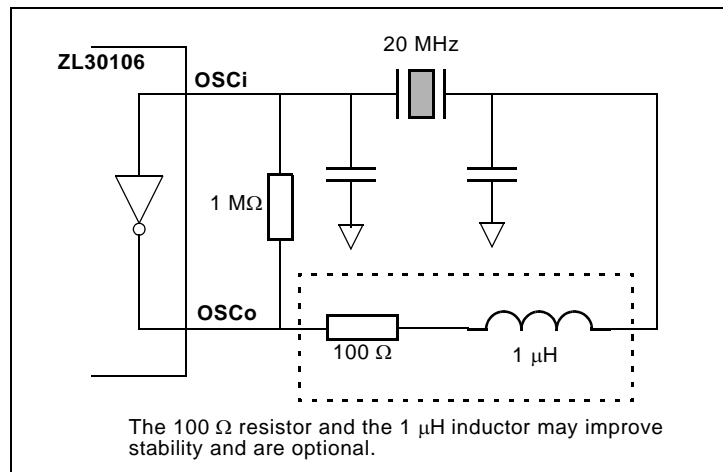 20 MHz
ZL30106
OSCi
1 MΩ
OSCo
100 Ω
1 μH
The 100 Ω resistor and the 1 μH inductor may improve
stability and are optional.